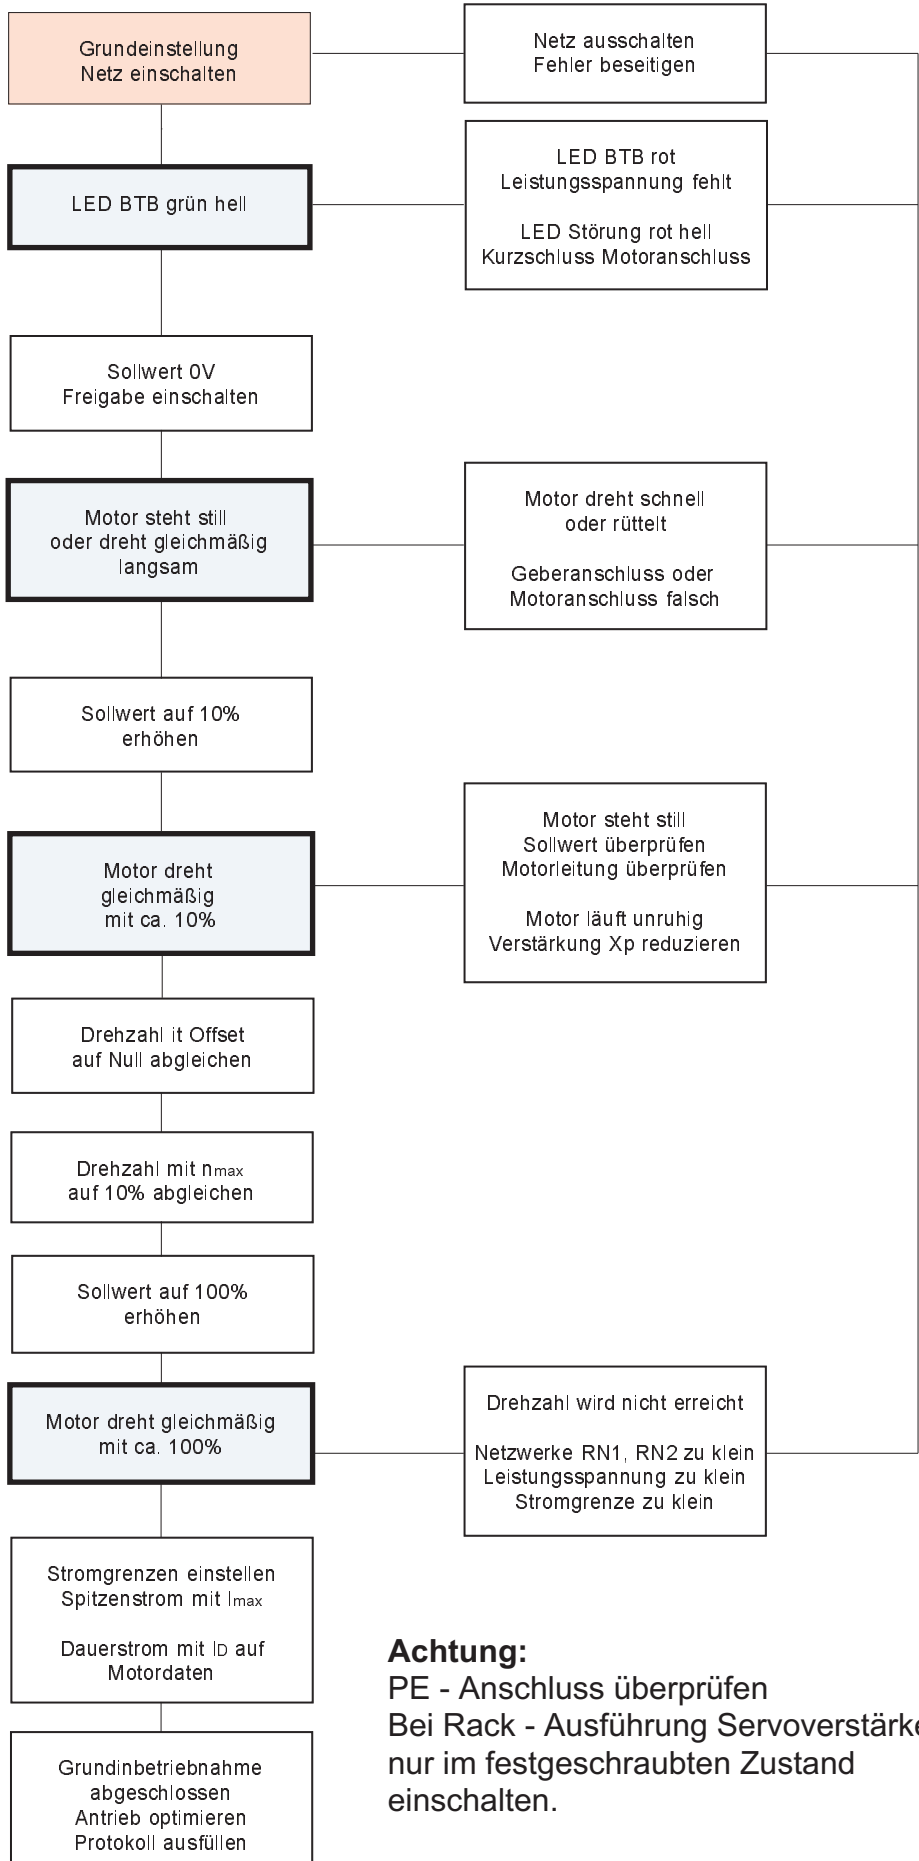 Grundeinstellung
Netz einschalten
Netz ausschalten
Fehler beseitigen
LED BTB grün hell
LED BTB rot
Leistungsspannung fehlt
LED Störung rot hell
Kurzschluss Motoranschluss
Sollwert 0V
Freigabe einschalten
Motor steht still
oder dreht gleichmäßig
langsam
Motor dreht schnell
oder rüttelt
Geberanschluss oder
Motoranschluss falsch
Sollwert auf 10%
erhöhen
Motor dreht
gleichmäßig
mit ca. 10%
Motor steht still
Sollwert überprüfen
Motorleitung überprüfen
Motor läuft unruhig
Verstärkung Xp reduzieren
Drehzahl it Offset
auf Null abgleichen
Drehzahl mit nmax
auf 10% abgleichen
Sollwert auf 100%
erhöhen
Motor dreht gleichmäßig
mit ca. 100%
Drehzahl wird nicht erreicht
Netzwerke RN1, RN2 zu klein
Leistungsspannung zu klein
Stromgrenze zu klein
Stromgrenzen einstellen
Spitzenstrom mit Imax
Dauerstrom mit ID auf
Motordaten
Grundinbetriebnahme
abgeschlossen
Antrieb optimieren
Protokoll ausfüllen
Achtung:
PE - Anschluss überprüfen
Bei Rack - Ausführung Servoverstärke
nur im festgeschraubten Zustand
einschalten.